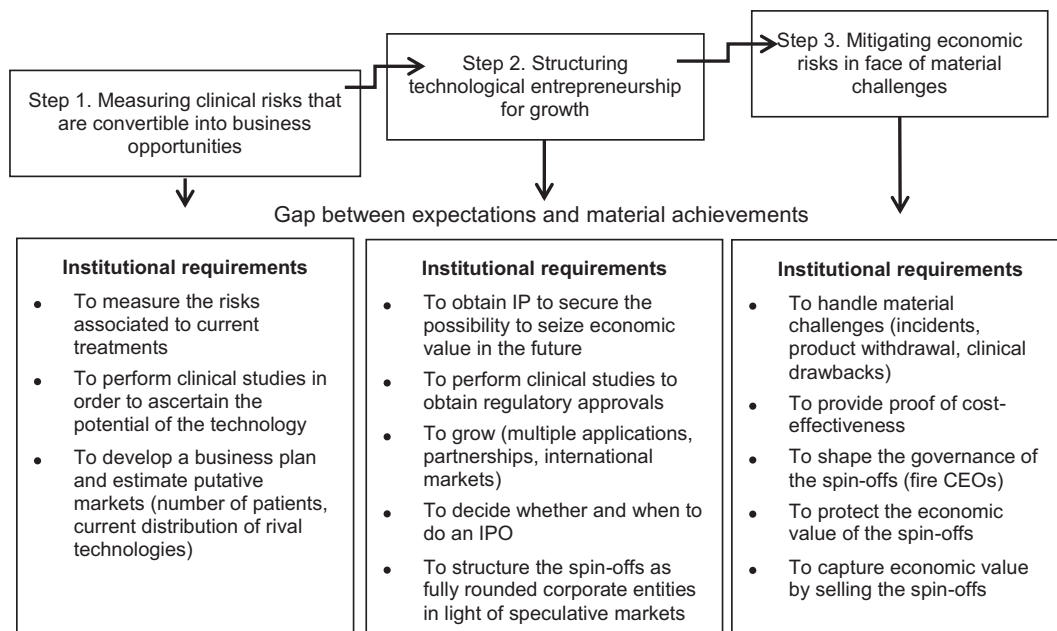 Step 1. Measuring clinical risks that
are convertible into business
opportunities
Step 2. Structuring
technological entrepreneurship
for growth
Step 3. Mitigating economic
risks in face of material
challenges
Gap between expectations and material achievements
Institutional requirements
• To measure the risks
associated to current
treatments
• To perform clinical studies in
order to ascertain the
potential of the technology
• To develop a business plan
and estimate putative
markets (number of patients,
current distribution of rival
technologies)
Institutional requirements
• To obtain IP to secure the
possibility to seize economic
value in the future
• To perform clinical studies to
obtain regulatory approvals
• To grow (multiple applications,
partnerships, international
markets)
• To decide whether and when to
do an IPO
• To structure the spin-offs as
fully rounded corporate entities
in light of speculative markets
Institutional requirements
• To handle material
challenges (incidents,
product withdrawal, clinical
drawbacks)
• To provide proof of cost-
effectiveness
• To shape the governance of
the spin-offs (fire CEOs)
• To protect the economic
value of the spin-offs
• To capture economic value
by selling the spin-offs